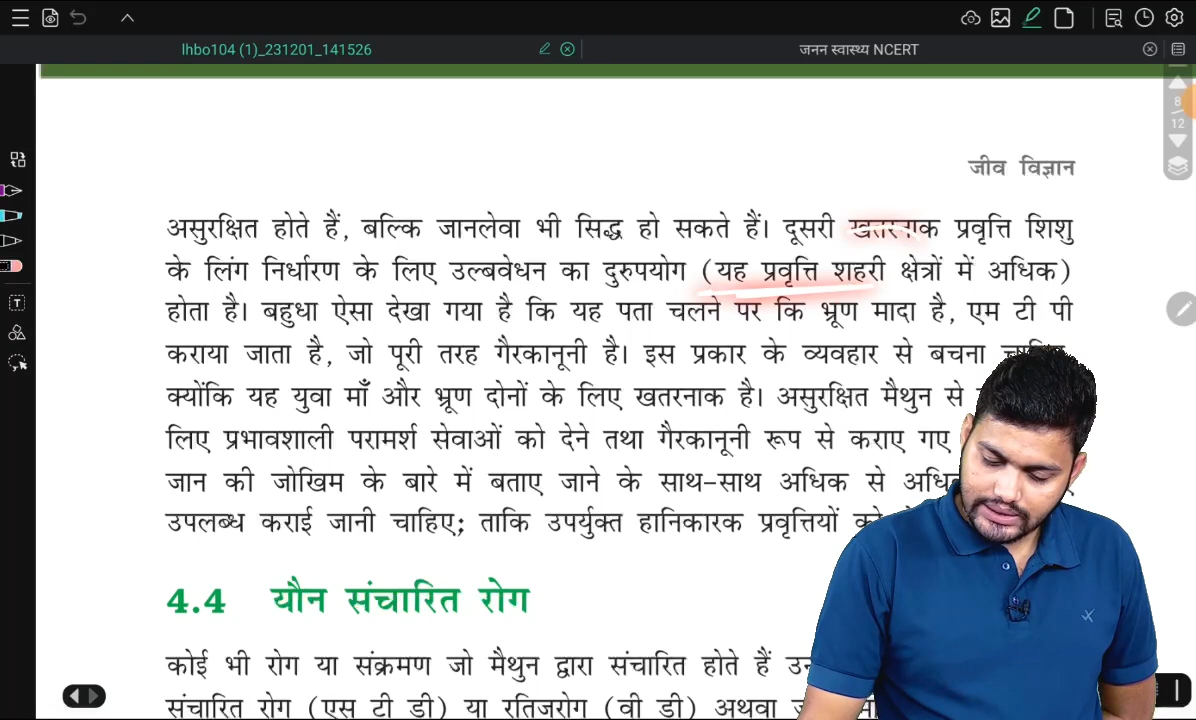 lhbo104 (1)_231201_141526
जनन स्वास्थ्य NCERT
8
12
जीव विज्ञान
असुरक्षित होते हैं, बल्कि जानलेवा भी सिद्ध हो सकते हैं। दूसरी खतरनाक प्रवृत्ति शिशु
के लिंग निर्धारण के लिए उल्बवेधन का दुरुपयोग (यह प्रवृत्ति शहरी क्षेत्रों में अधिक)
होता है। बहुधा ऐसा देखा गया है कि यह पता चलने पर कि भ्रूण मादा है, एम टी पी
कराया जाता है, जो पूरी तरह गैरकानूनी है। इस प्रकार के व्यवहार से बचना
क्योंकि यह युवा माँ और भ्रूण दोनों के लिए खतरनाक है। असुरक्षित मैथुन से
लिए प्रभावशाली परामर्श सेवाओं को देने तथा गैरकानूनी रूप से कराए गए
जान की जोखिम के बारे में बताए जाने के साथ-साथ अधिक से
उपलब्ध कराई जानी चाहिए; ताकि उपर्युक्त हानिकारक प्रवृत्तियों को
4.4 यौन संचारित रोग
कोई भी रोग या संक्रमण जो मैथुन द्वारा संचारित होते हैं
संचारित रोग (एस टी डी) या रतिजरोग (वी डी) अथवा